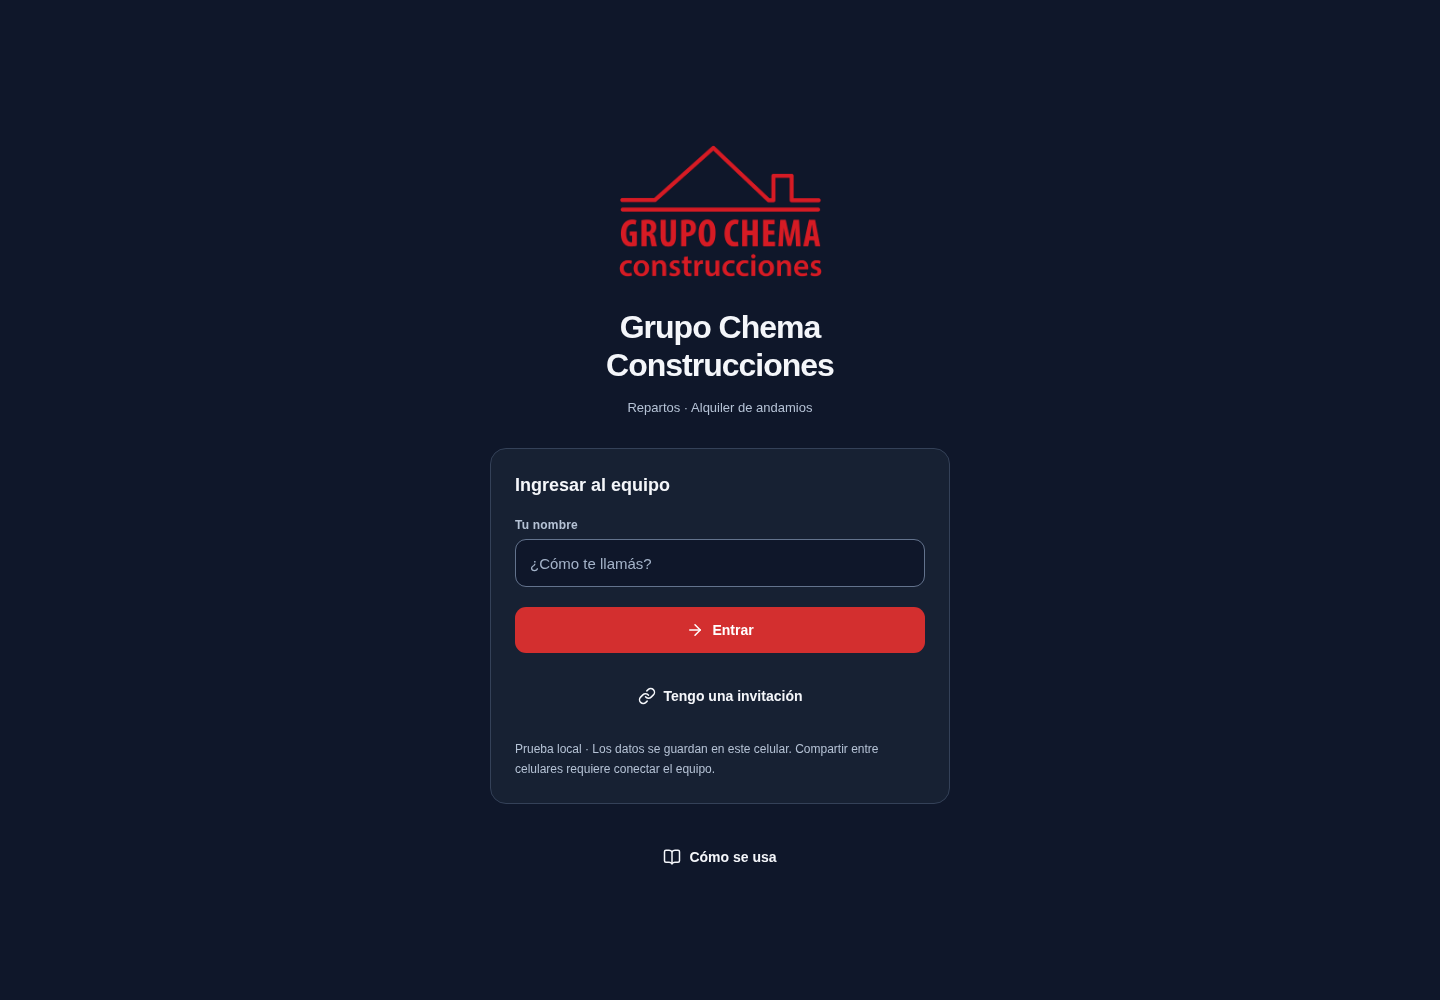 GRUPO CHEMA
construcciones
Grupo Chema
Construcciones
Repartos · Alquiler de andamios
Ingresar al equipo
Tu nombre
¿Cómo te llamás?
Entrar
Tengo una invitación
Prueba local · Los datos se guardan en este celular. Compartir entre
celulares requiere conectar el equipo.
Cómo se usa